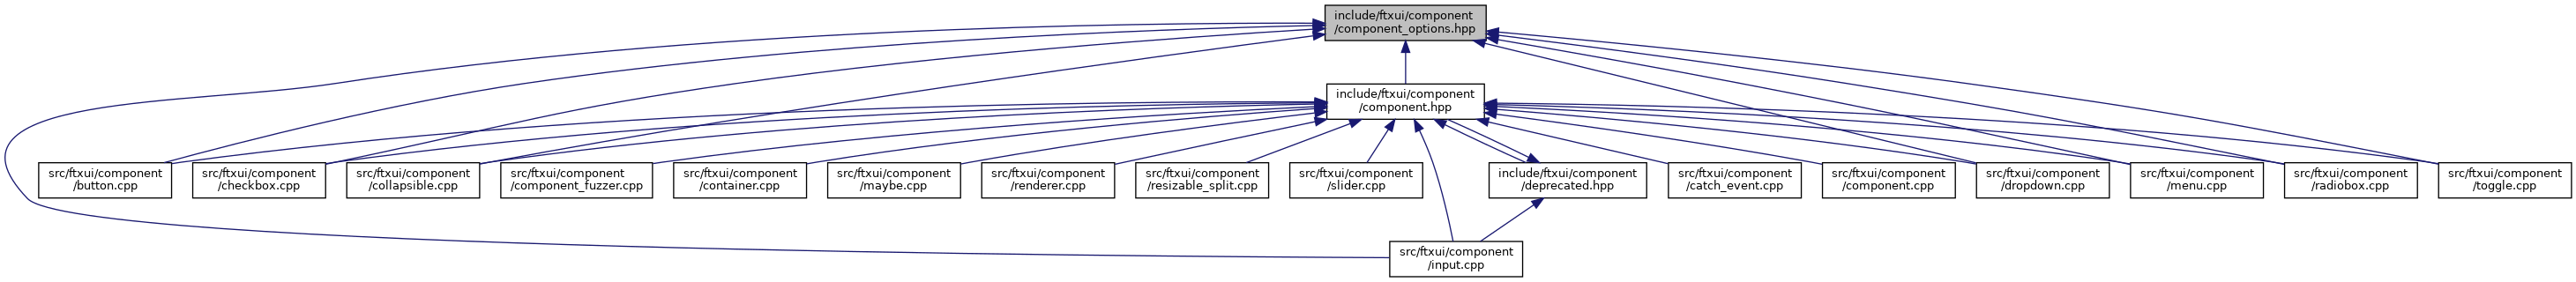 include/ftxui/component
/component_options.hpp
include/ftxui/component
/component.hpp
src/ftxui/component
/button.cpp
src/ftxui/component
/checkbox.cpp
src/ftxui/component
/collapsible.cpp
src/ftxui/component
/component_fuzzer.cpp
src/ftxui/component
/container.cpp
src/ftxui/component
/maybe.cpp
src/ftxui/component
/renderer.cpp
src/ftxui/component
/resizable_split.cpp
src/ftxui/component
/slider.cpp
include/ftxui/component
/deprecated.hpp
src/ftxui/component
/catch_event.cpp
src/ftxui/component
/component.cpp
src/ftxui/component
/dropdown.cpp
src/ftxui/component
/menu.cpp
src/ftxui/component
/radiobox.cpp
src/ftxui/component
/toggle.cpp
src/ftxui/component
/input.cpp